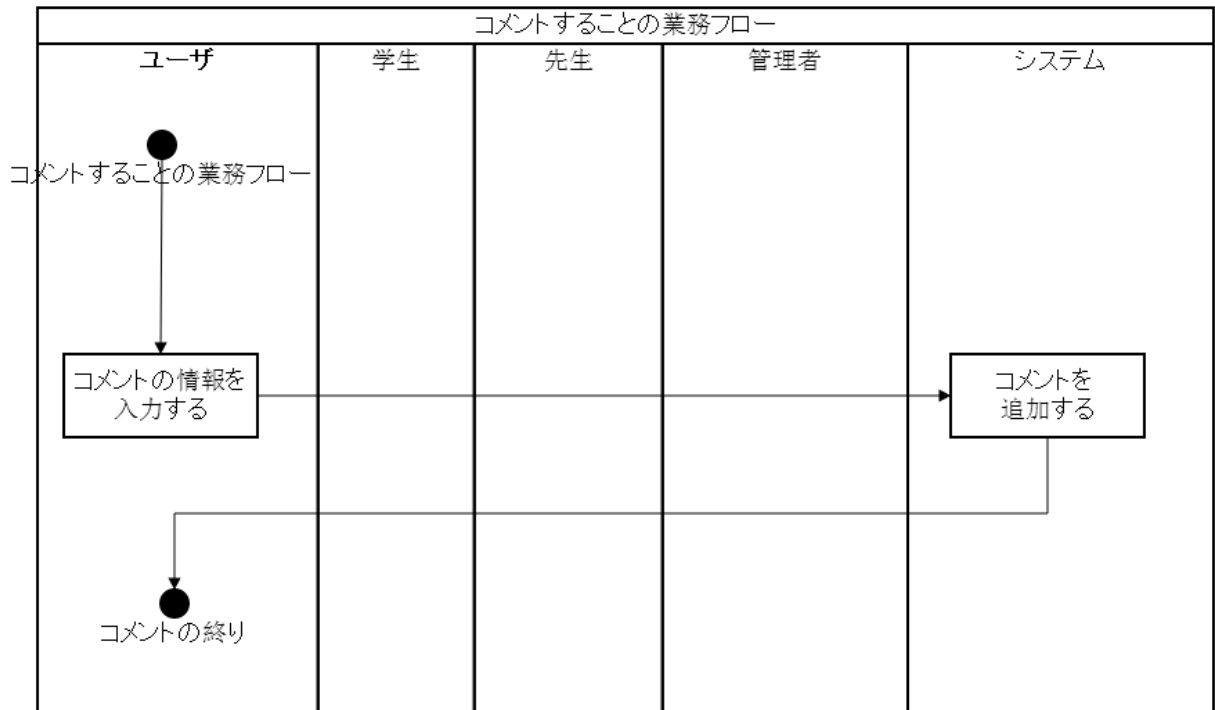 コメントすることの業務フロー
ユーザ
学生
先生
管理者
システム
コメントすることの業務フロー
コメントの情報を
入力する
コメントを
追加する
コメントの終り